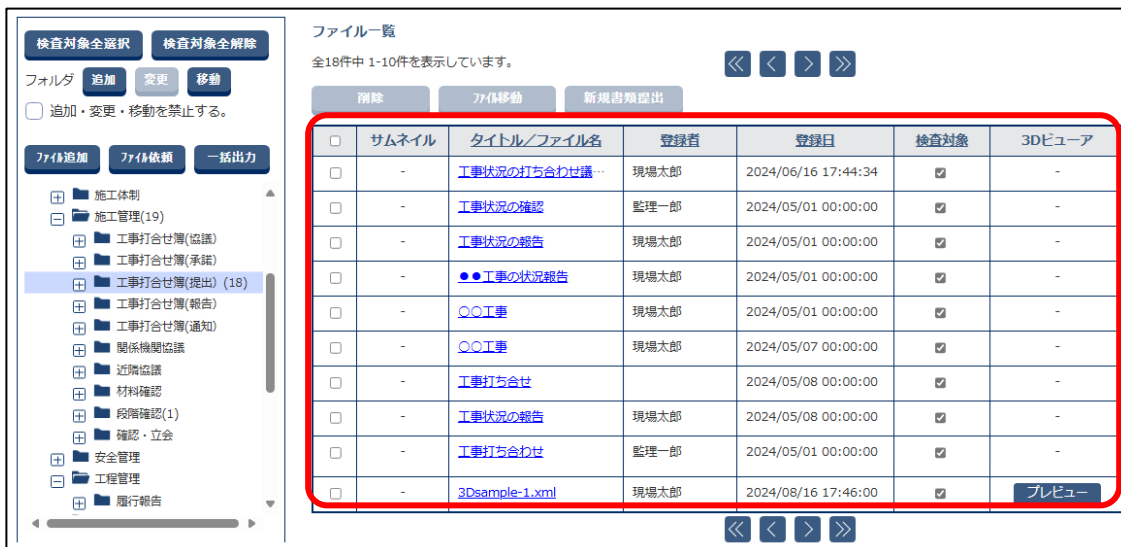 検査対象全選択 検査対象全解除
フォルダ 追加 変更 移動
追加・変更・移動を禁止する。
ﾌｧｲﾙ追加 ﾌｧｲﾙ依頼 一括出力
施工体制
施工管理(19)
工事打合せ簿(協議)
工事打合せ簿(承諾)
工事打合せ簿(提出) (18)
工事打合せ簿(報告)
工事打合せ簿(通知)
関係機関協議
近隣協議
材料確認
段階確認(1)
確認・立会
安全管理
工程管理
履行報告
ファイル一覧
全18件中 1-10件を表示しています。
削除 ﾌｧｲﾙ移動 新規書類提出
サムネイル タイトル／ファイル名 登録者 登録日 検査対象 3Dビューア
- 工事状況の打ち合わせ議… 現場太郎 2024/06/16 17:44:34 -
- 工事状況の確認 監理一郎 2024/05/01 00:00:00 -
- 工事状況の報告 現場太郎 2024/05/01 00:00:00 -
- ●●工事の状況報告 現場太郎 2024/05/01 00:00:00 -
- 〇〇工事 現場太郎 2024/05/01 00:00:00 -
- 〇〇工事 現場太郎 2024/05/07 00:00:00 -
- 工事打ち合せ 2024/05/08 00:00:00 -
- 工事状況の報告 現場太郎 2024/05/08 00:00:00 -
- 工事打ち合わせ 監理一郎 2024/05/01 00:00:00 -
- 3Dsample-1.xml 現場太郎 2024/08/16 17:46:00 プレビュー